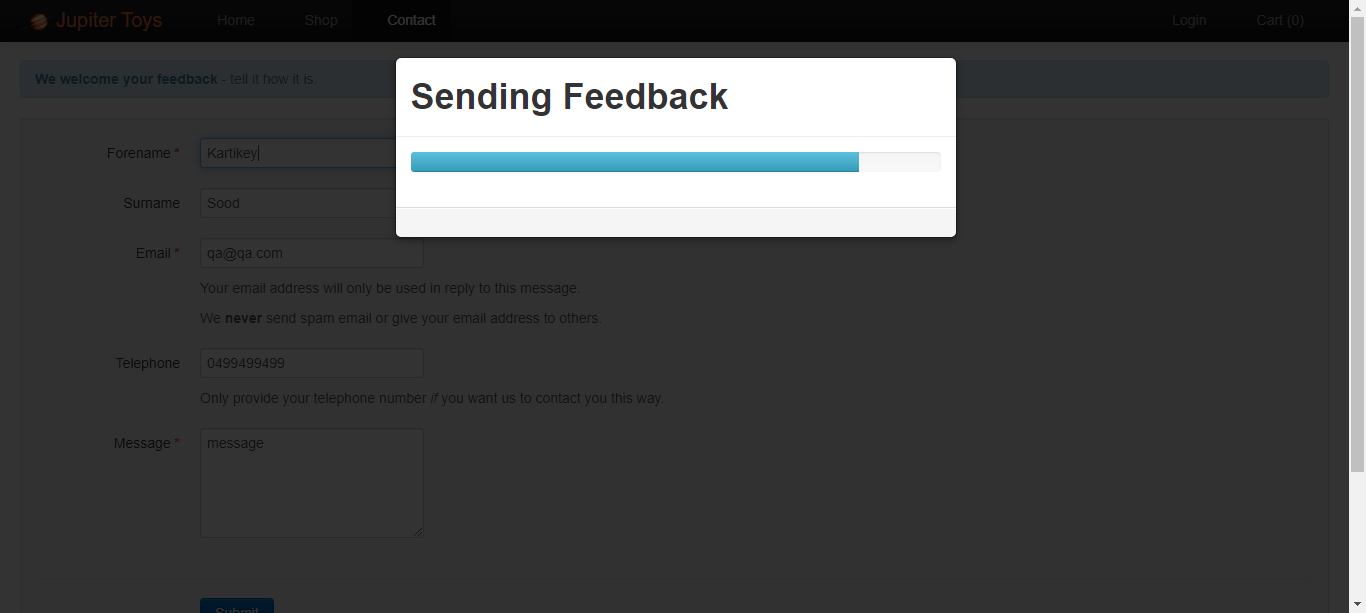 Jupiter Toys Home Shop Contact Login Cart (0)
We welcome your feedback - tell it how it is.
Sending Feedback
Forename * Kartikey
Surname Sood
Email * qa@qa.com
Your email address will only be used in reply to this message.
We never send spam email or give your email address to others.
Telephone 0499499499
Only provide your telephone number if you want us to contact you this way.
Message * message
Submit